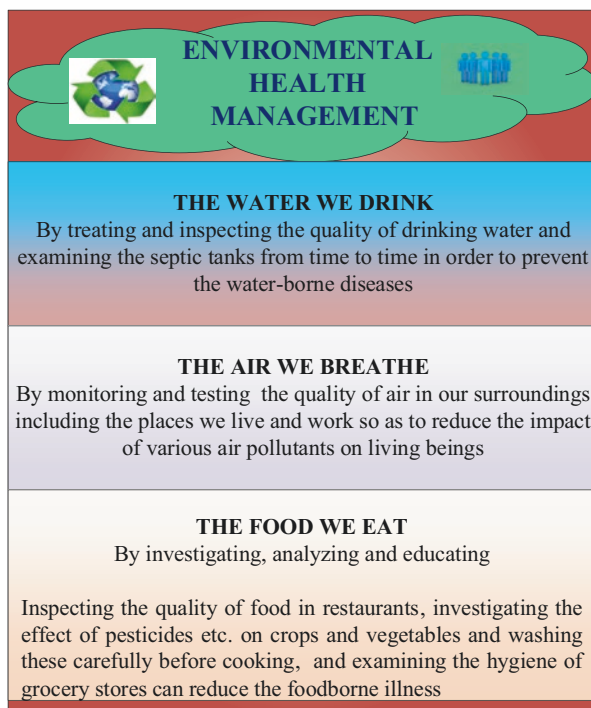 ENVIRONMENTAL
HEALTH
MANAGEMENT
THE WATER WE DRINK
By treating and inspecting the quality of drinking water and
examining the septic tanks from time to time in order to prevent
the water-borne diseases
THE AIR WE BREATHE
By monitoring and testing the quality of air in our surroundings
including the places we live and work so as to reduce the impact
of various air pollutants on living beings
THE FOOD WE EAT
By investigating, analyzing and educating
Inspecting the quality of food in restaurants, investigating the
effect of pesticides etc. on crops and vegetables and washing
these carefully before cooking, and examining the hygiene of
grocery stores can reduce the foodborne illness